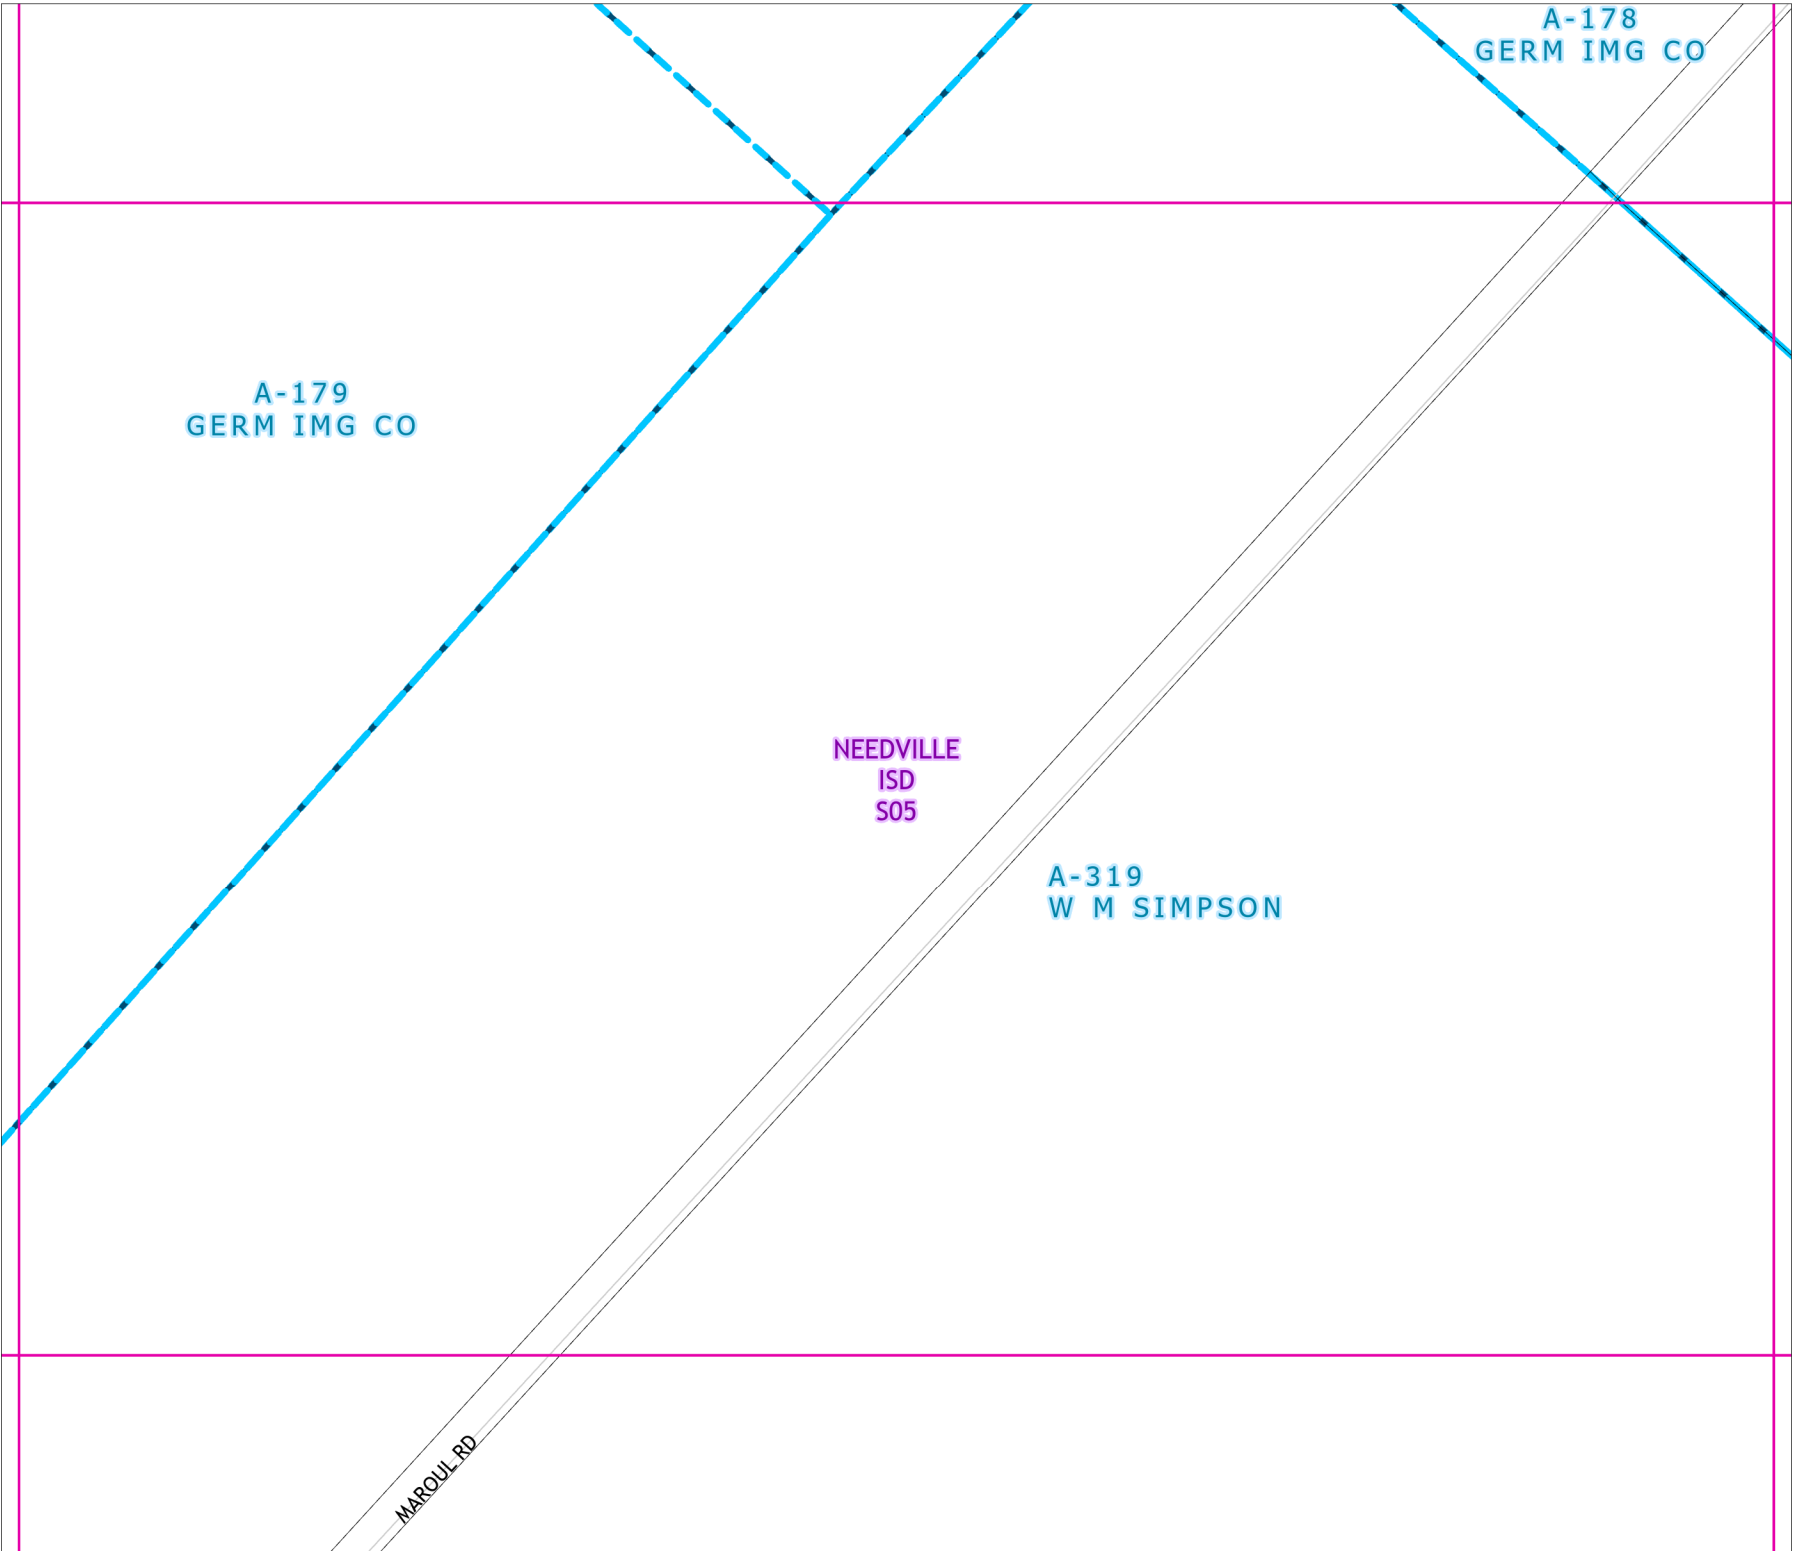 A-178
GERM IMG CO
A-179
GERM IMG CO
NEEDVILLE
ISD
S05
A-319
W M SIMPSON
MAROUL RD